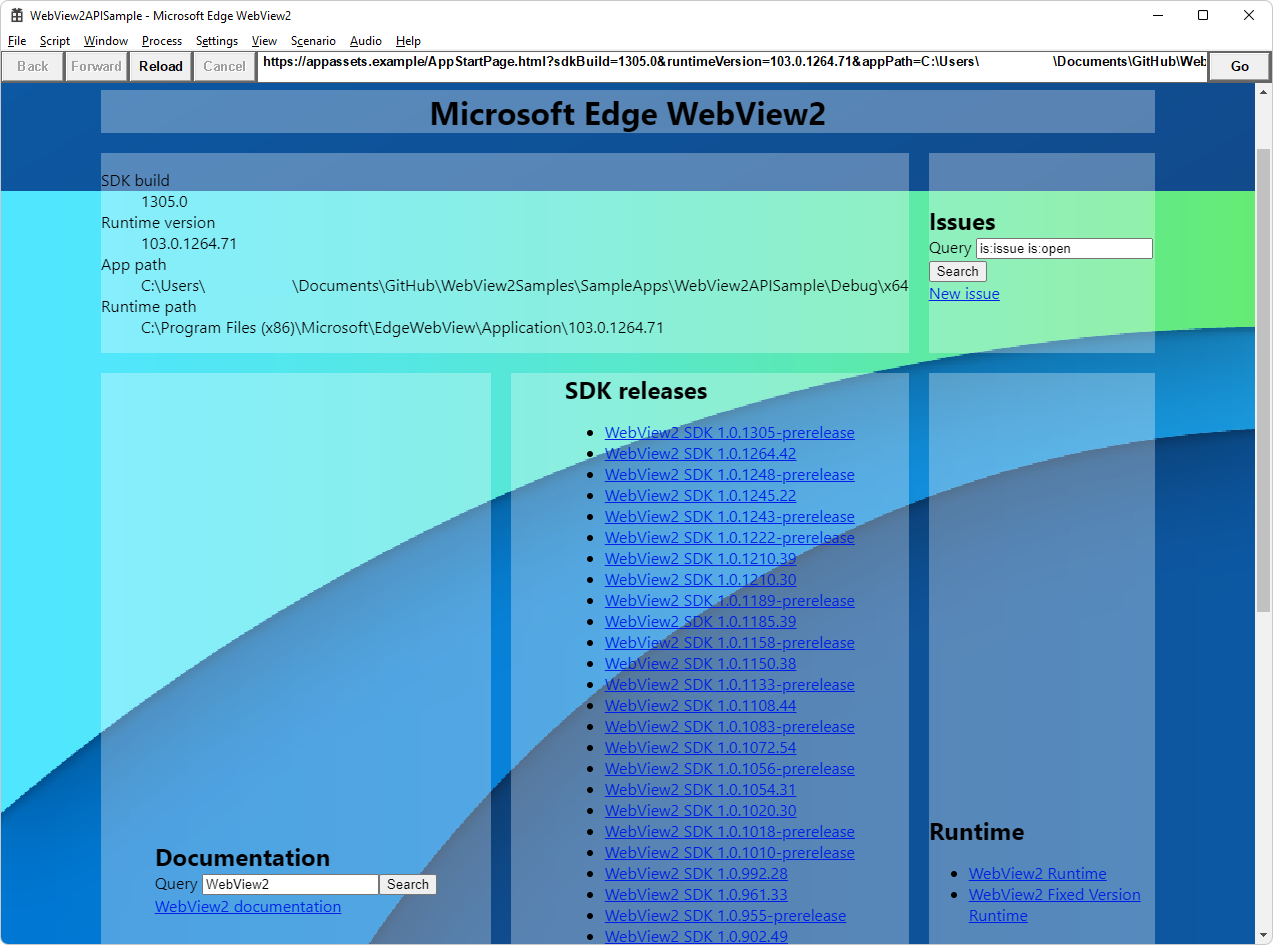 WebView2APISample - Microsoft Edge WebView2
File Script Window Process Settings View Scenario Audio Help
Back Forward Reload Cancel https://appassets.example/AppStartPage.html?sdkBuild=1305.0&runtimeVersion=103.0.1264.71&appPath=C:\Users\ \Documents\GitHub\Web Go
Microsoft Edge WebView2
SDK build
1305.0
Runtime version
103.0.1264.71
App path
C:\Users\ \Documents\GitHub\WebView2Samples\SampleApps\WebView2APISample\Debug\x64
Runtime path
C:\Program Files (x86)\Microsoft\EdgeWebView\Application\103.0.1264.71
Issues
Query is:issue is:open
Search
New issue
Documentation
Query WebView2 Search
WebView2 documentation
SDK releases
WebView2 SDK 1.0.1305-prerelease
WebView2 SDK 1.0.1264.42
WebView2 SDK 1.0.1248-prerelease
WebView2 SDK 1.0.1245.22
WebView2 SDK 1.0.1243-prerelease
WebView2 SDK 1.0.1222-prerelease
WebView2 SDK 1.0.1210.39
WebView2 SDK 1.0.1210.30
WebView2 SDK 1.0.1189-prerelease
WebView2 SDK 1.0.1185.39
WebView2 SDK 1.0.1158-prerelease
WebView2 SDK 1.0.1150.38
WebView2 SDK 1.0.1133-prerelease
WebView2 SDK 1.0.1108.44
WebView2 SDK 1.0.1083-prerelease
WebView2 SDK 1.0.1072.54
WebView2 SDK 1.0.1056-prerelease
WebView2 SDK 1.0.1054.31
WebView2 SDK 1.0.1020.30
WebView2 SDK 1.0.1018-prerelease
WebView2 SDK 1.0.1010-prerelease
WebView2 SDK 1.0.992.28
WebView2 SDK 1.0.961.33
WebView2 SDK 1.0.955-prerelease
WebView2 SDK 1.0.902.49
Runtime
WebView2 Runtime
WebView2 Fixed Version
Runtime